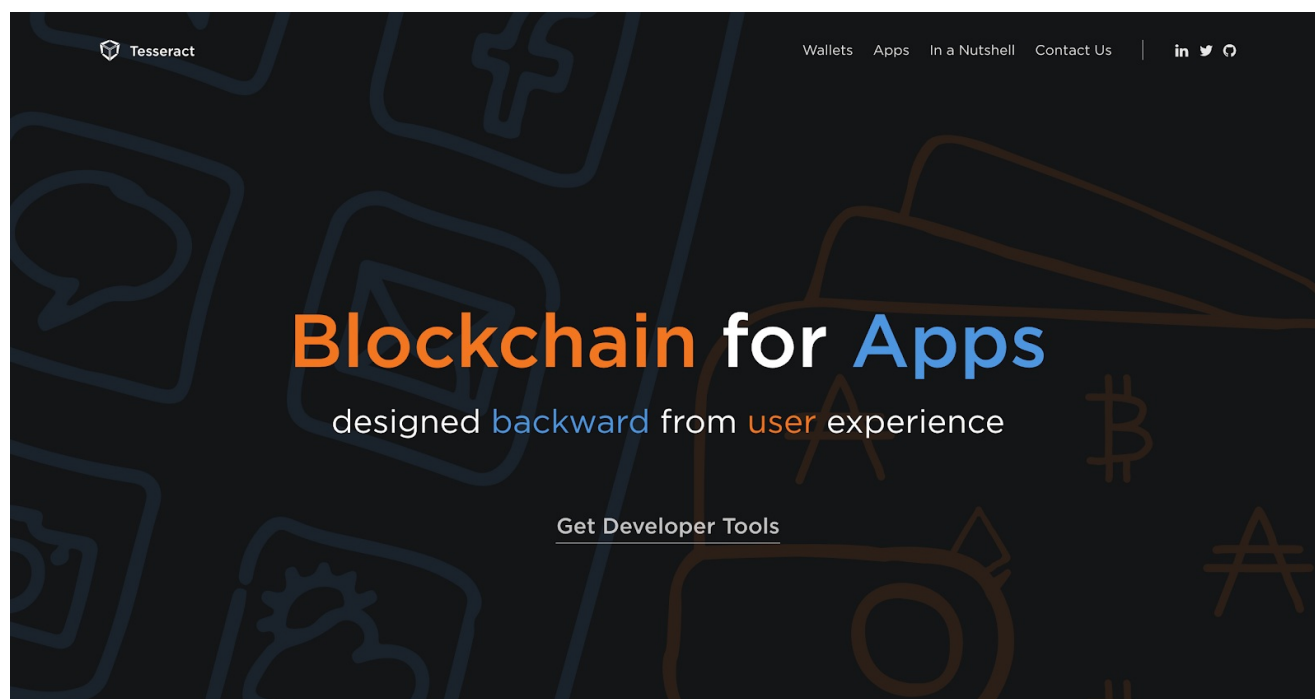 Tesseract
Wallets Apps In a Nutshell Contact Us
Blockchain for Apps
designed backward from user experience
Get Developer Tools